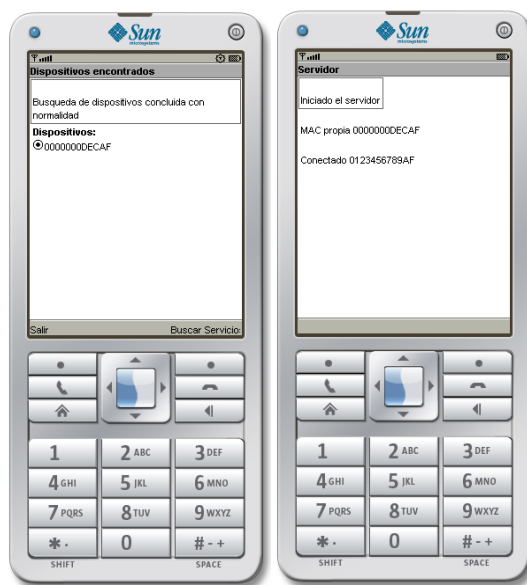 Sun
microsystems
Dispositivos encontrados
Busqueda de dispositivos concluida con
normalidad
Dispositivos:
0000000DECAF
Salir
Buscar Servicio:
1
2 ABC
3 DEF
4 GHI
5 JKL
6 MNO
7 PQRS
8 TUV
9 WXYZ
* .
0
# - +
SHIFT
SPACE
Sun
microsystems
Servidor
Iniciado el servidor
MAC propia 0000000DECAF
Conectado 0123456789AF
1
2 ABC
3 DEF
4 GHI
5 JKL
6 MNO
7 PQRS
8 TUV
9 WXYZ
* .
0
# - +
SHIFT
SPACE